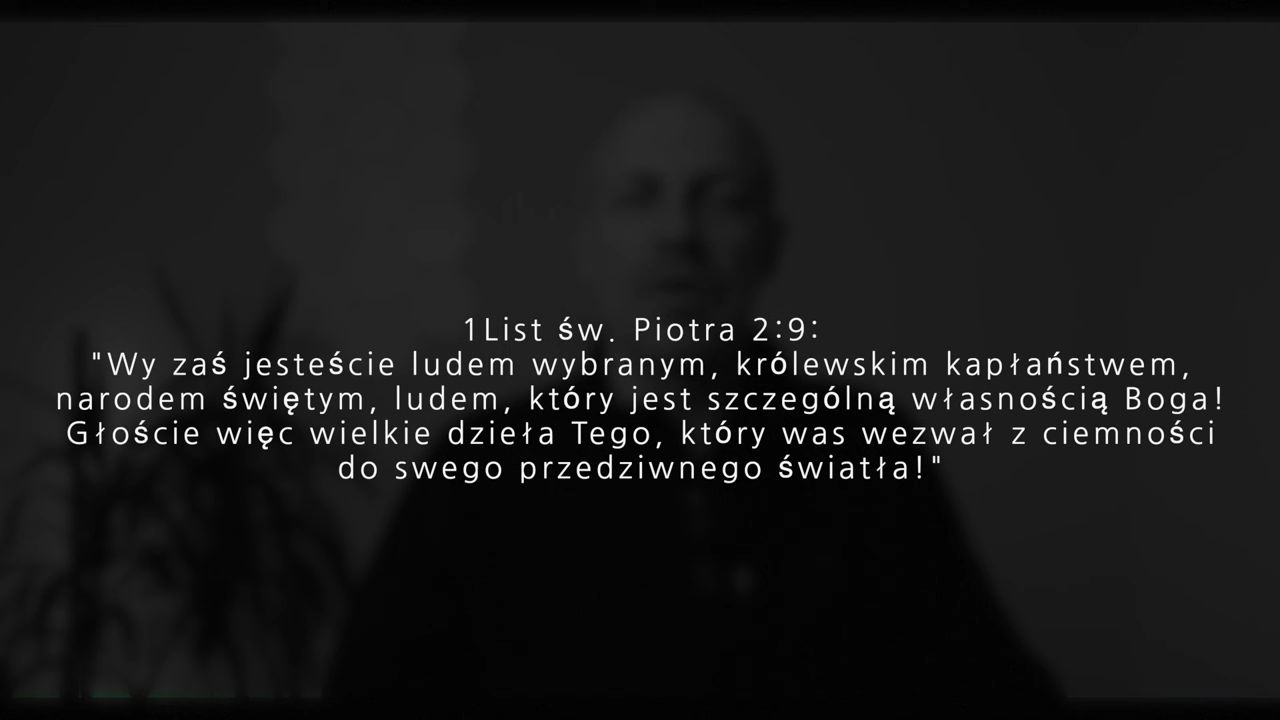 1List św. Piotra 2:9:
"Wy zaś jesteście ludem wybranym, królewskim kapłaństwem,
narodem świętym, ludem, który jest szczególną własnością Boga!
Głoście więc wielkie dzieła Tego, który was wezwał z ciemności
do swego przedziwnego światła!"